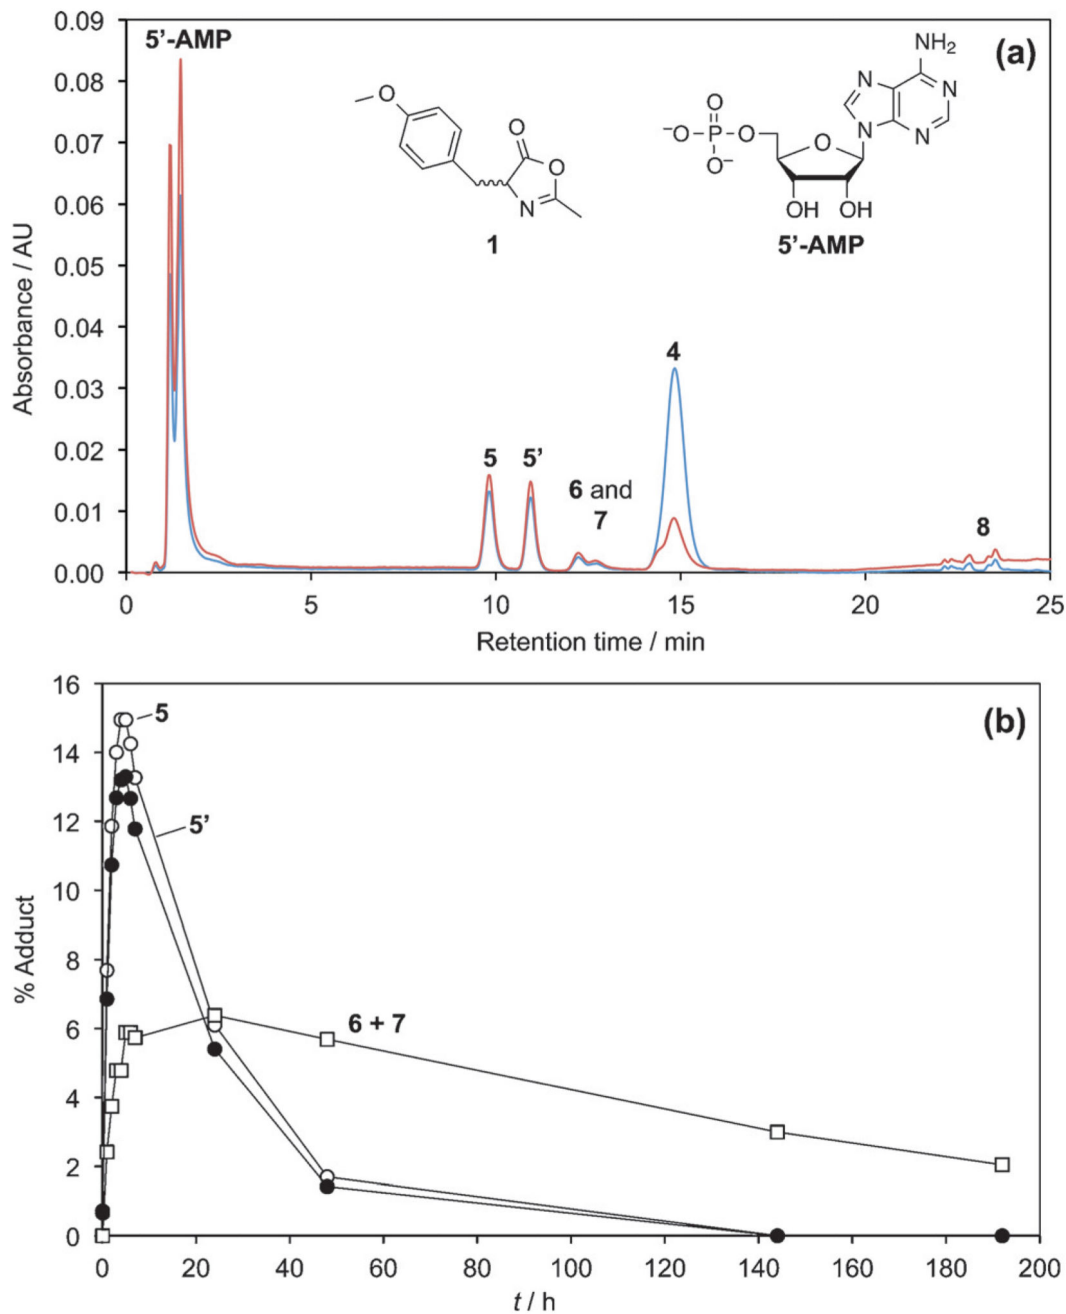 (a)
5'-AMP
0.09
0.08
0.07
0.06
0.05
0.04
0.03
0.02
0.01
0.00
Absorbance / AU
O
O
O
N
1
NH₂
N
N
N
N
O
⁻O P O
O⁻
O
OH OH
5'-AMP
4
5 5'
6 and
7
8
0 5 10 15 20 25
Retention time / min
(b)
16
14
12
10
8
6
4
2
0
% Adduct
5
5'
6 + 7
0 20 40 60 80 100 120 140 160 180 200
t / h